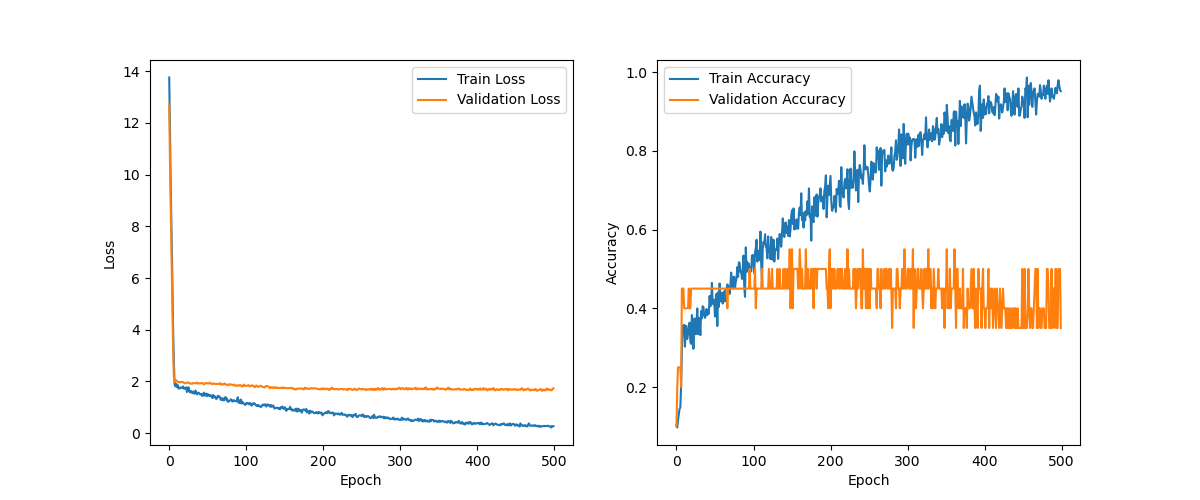 14
12
10
8
6
4
2
0
Loss
0 100 200 300 400 500
Epoch
Train Loss
Validation Loss
1.0
0.8
0.6
0.4
0.2
Accuracy
0 100 200 300 400 500
Epoch
Train Accuracy
Validation Accuracy